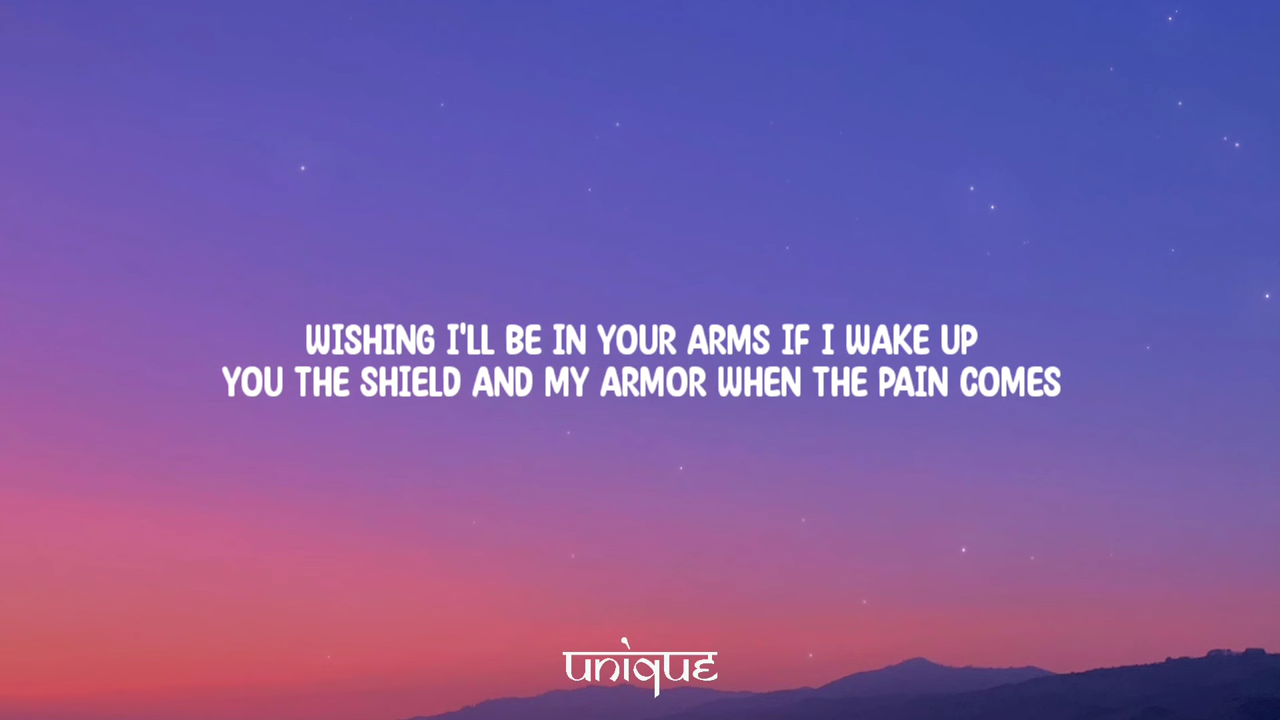 WISHING I'LL BE IN YOUR ARMS IF I WAKE UP
YOU THE SHIELD AND MY ARMOR WHEN THE PAIN COMES
UNIQUE